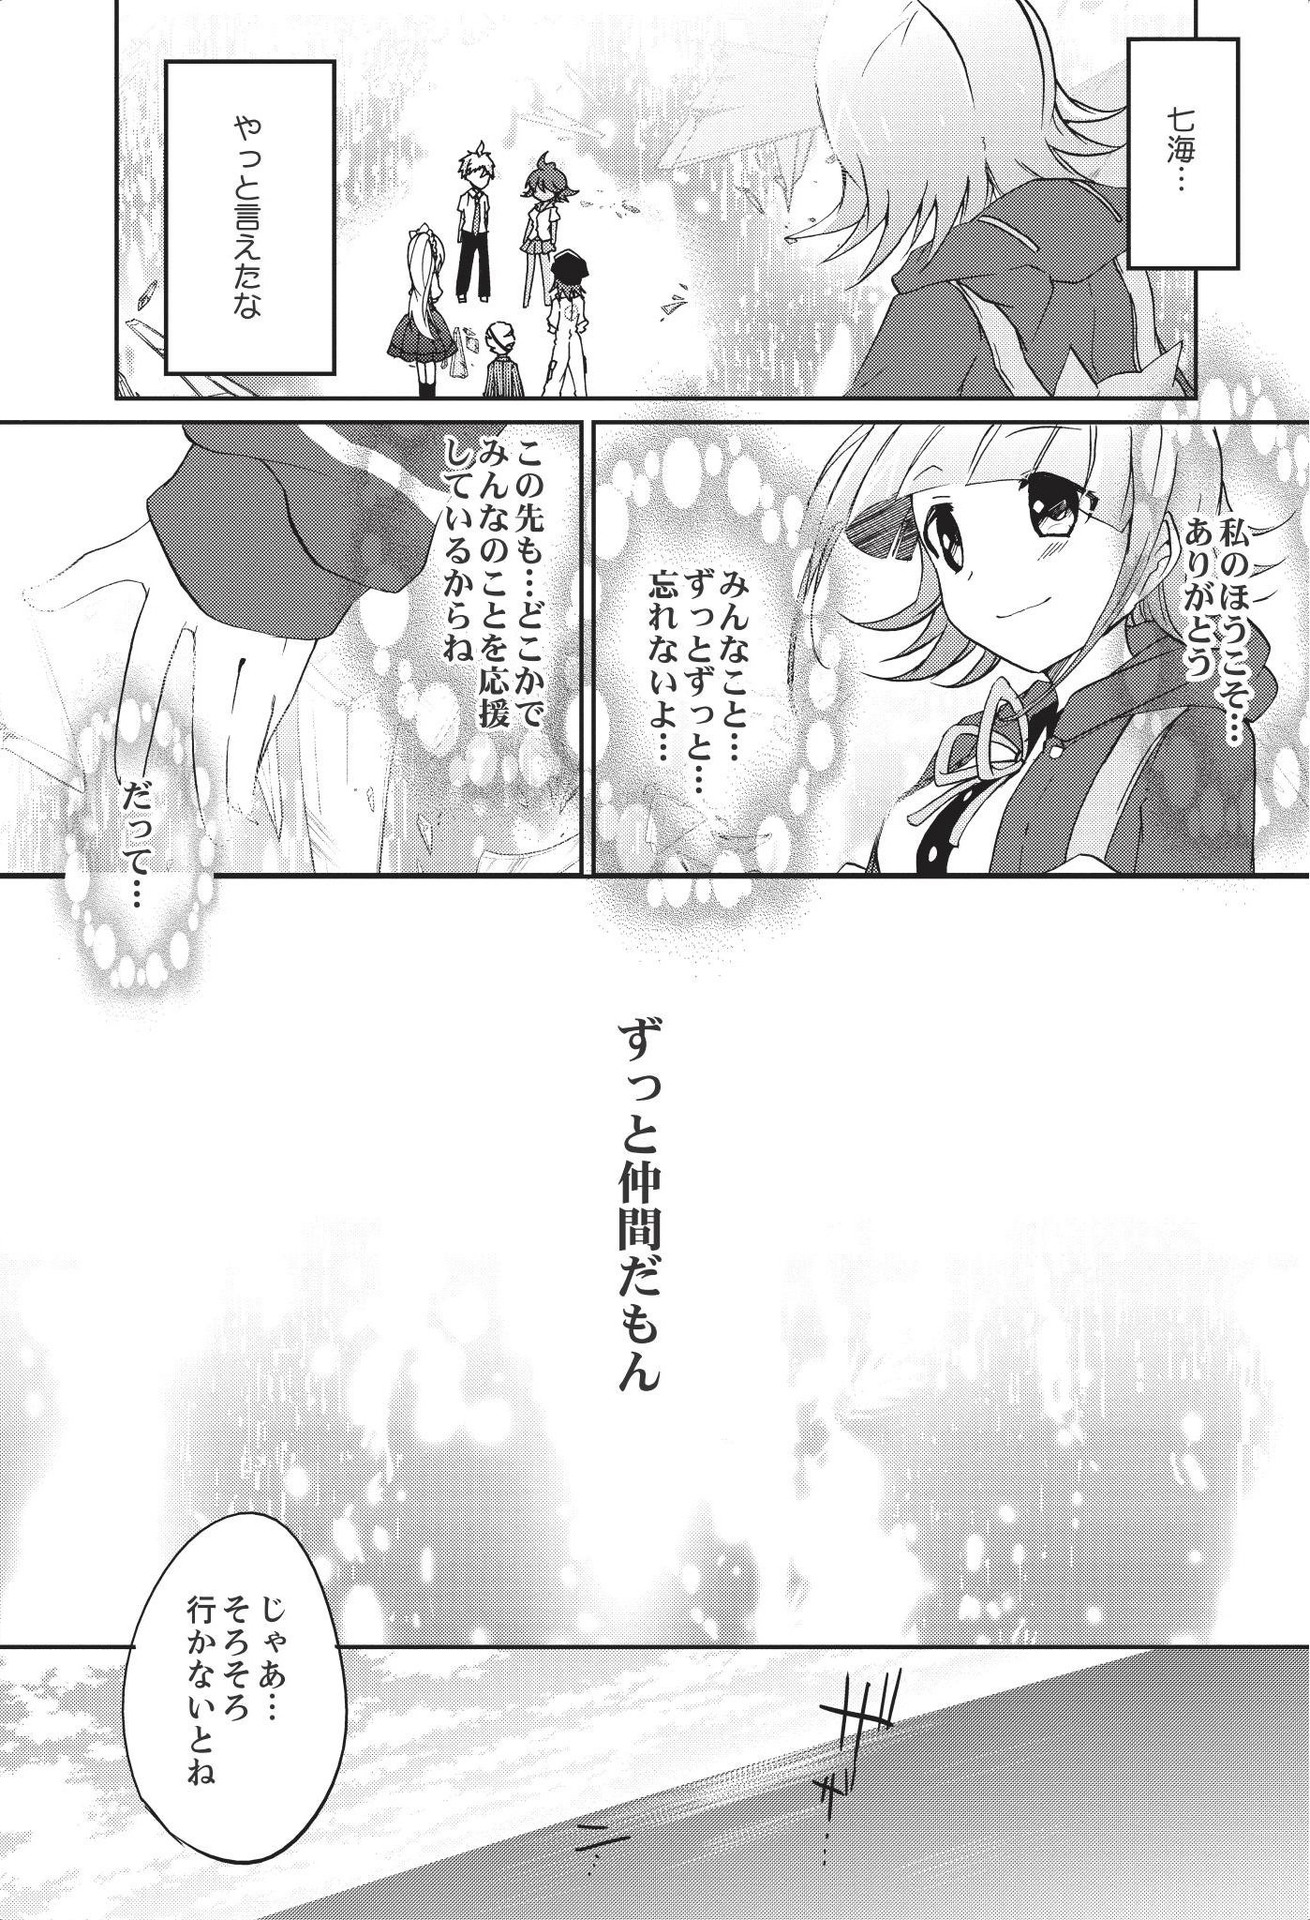 七海…
やっと言えたな
私のほうこそ…
ありがとう
みんなこと…
ずっとずっと…
忘れないよ…
この先も…どこかで
みんなのことを応援
しているからね
だって…
ずっと仲間だもん
じゃあ…
そろそろ
行かないとね